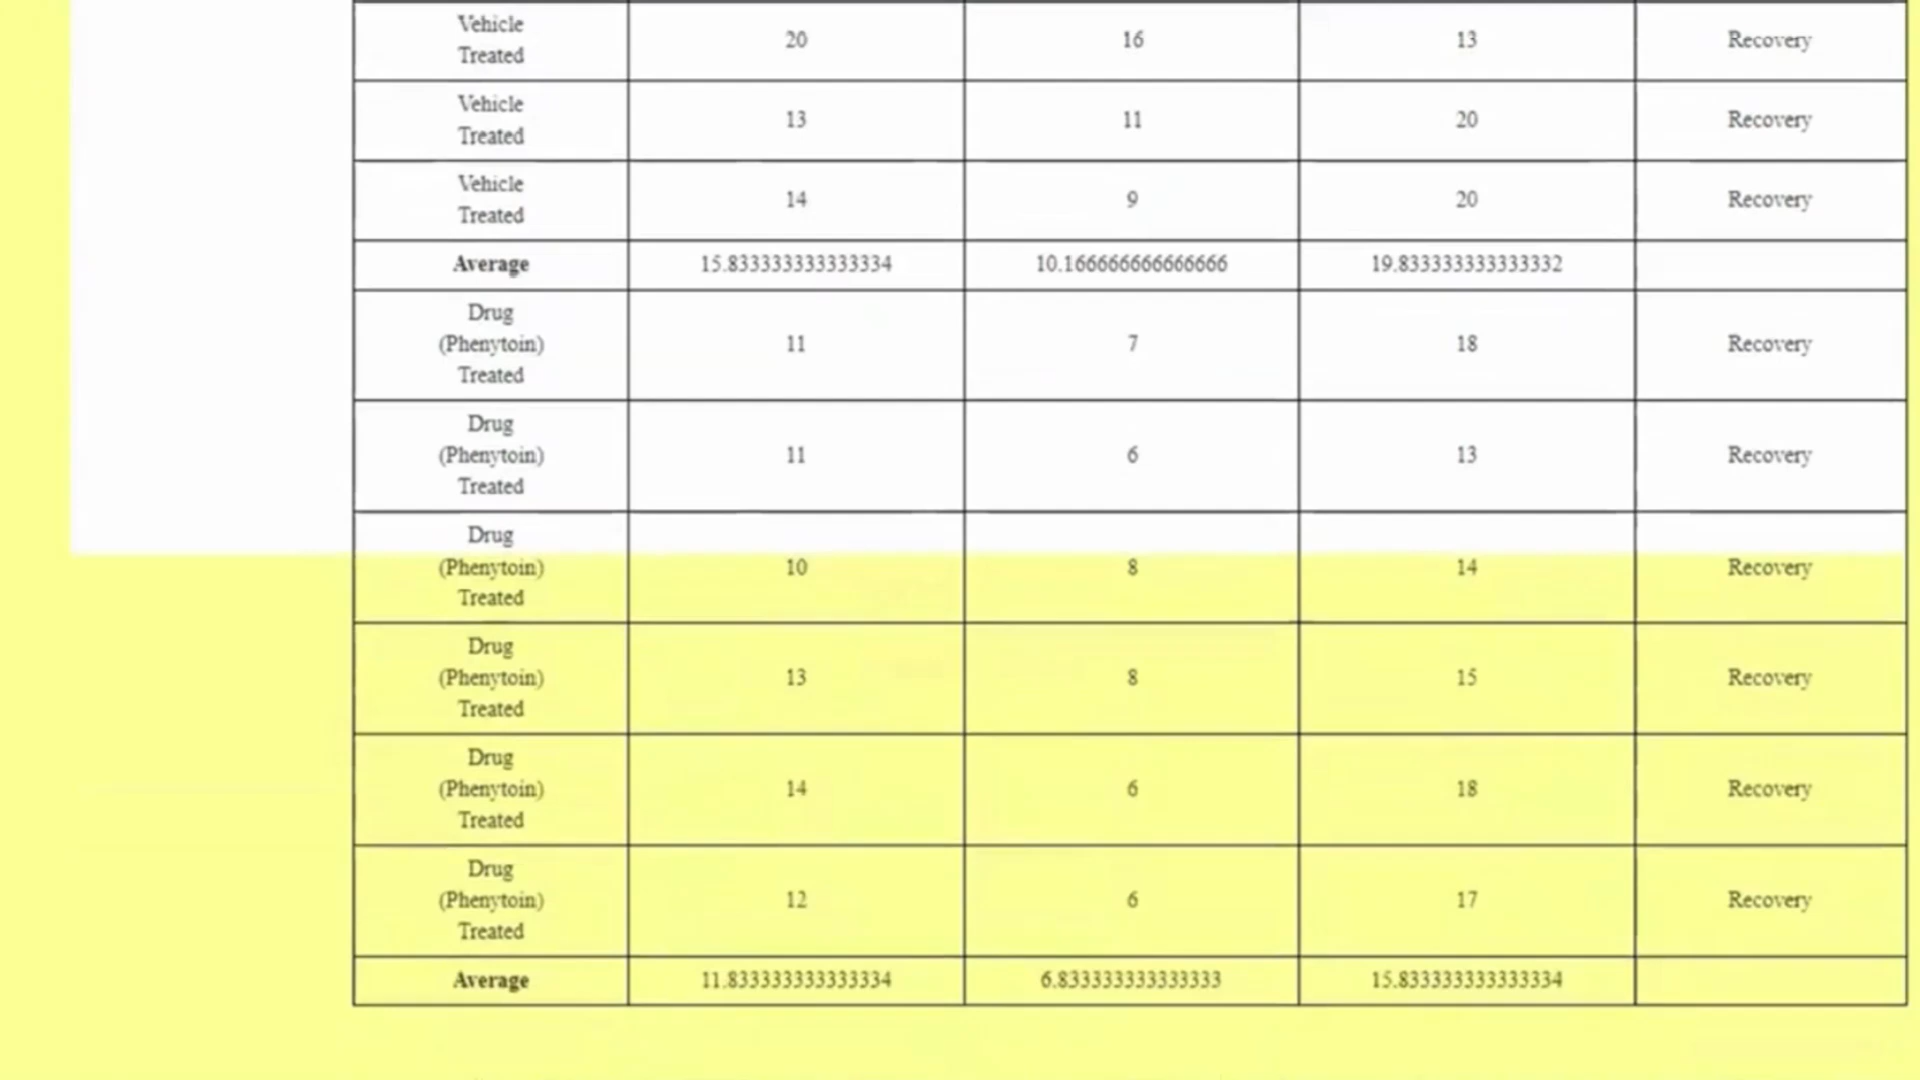 Vehicle
Treated 20 16 13 Recovery
Vehicle
Treated 13 11 20 Recovery
Vehicle
Treated 14 9 20 Recovery
Average 15.833333333333334 10.166666666666666 19.833333333333332
Drug
(Phenytoin) 11 7 18 Recovery
Treated
Drug
(Phenytoin) 11 6 13 Recovery
Treated
Drug
(Phenytoin) 10 8 14 Recovery
Treated
Drug
(Phenytoin) 13 8 15 Recovery
Treated
Drug
(Phenytoin) 14 6 18 Recovery
Treated
Drug
(Phenytoin) 12 6 17 Recovery
Treated
Average 11.833333333333334 6.833333333333333 15.833333333333334